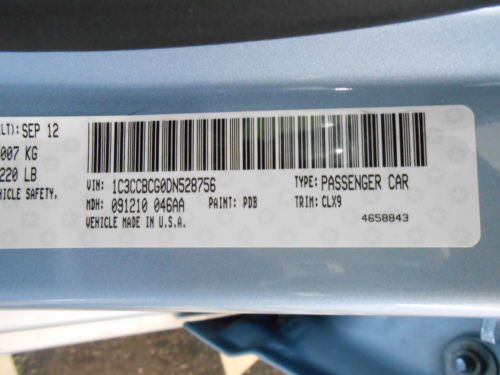 LT): SEP 12
007 KG
220 LB
HICLE SAFETY,
VIN: 1C3CCBCG0DN528756 TYPE: PASSENGER CAR
MDH: 091210 046AA PAINT: PDB TRIM: CLX9
VEHICLE MADE IN U.S.A. 4658843